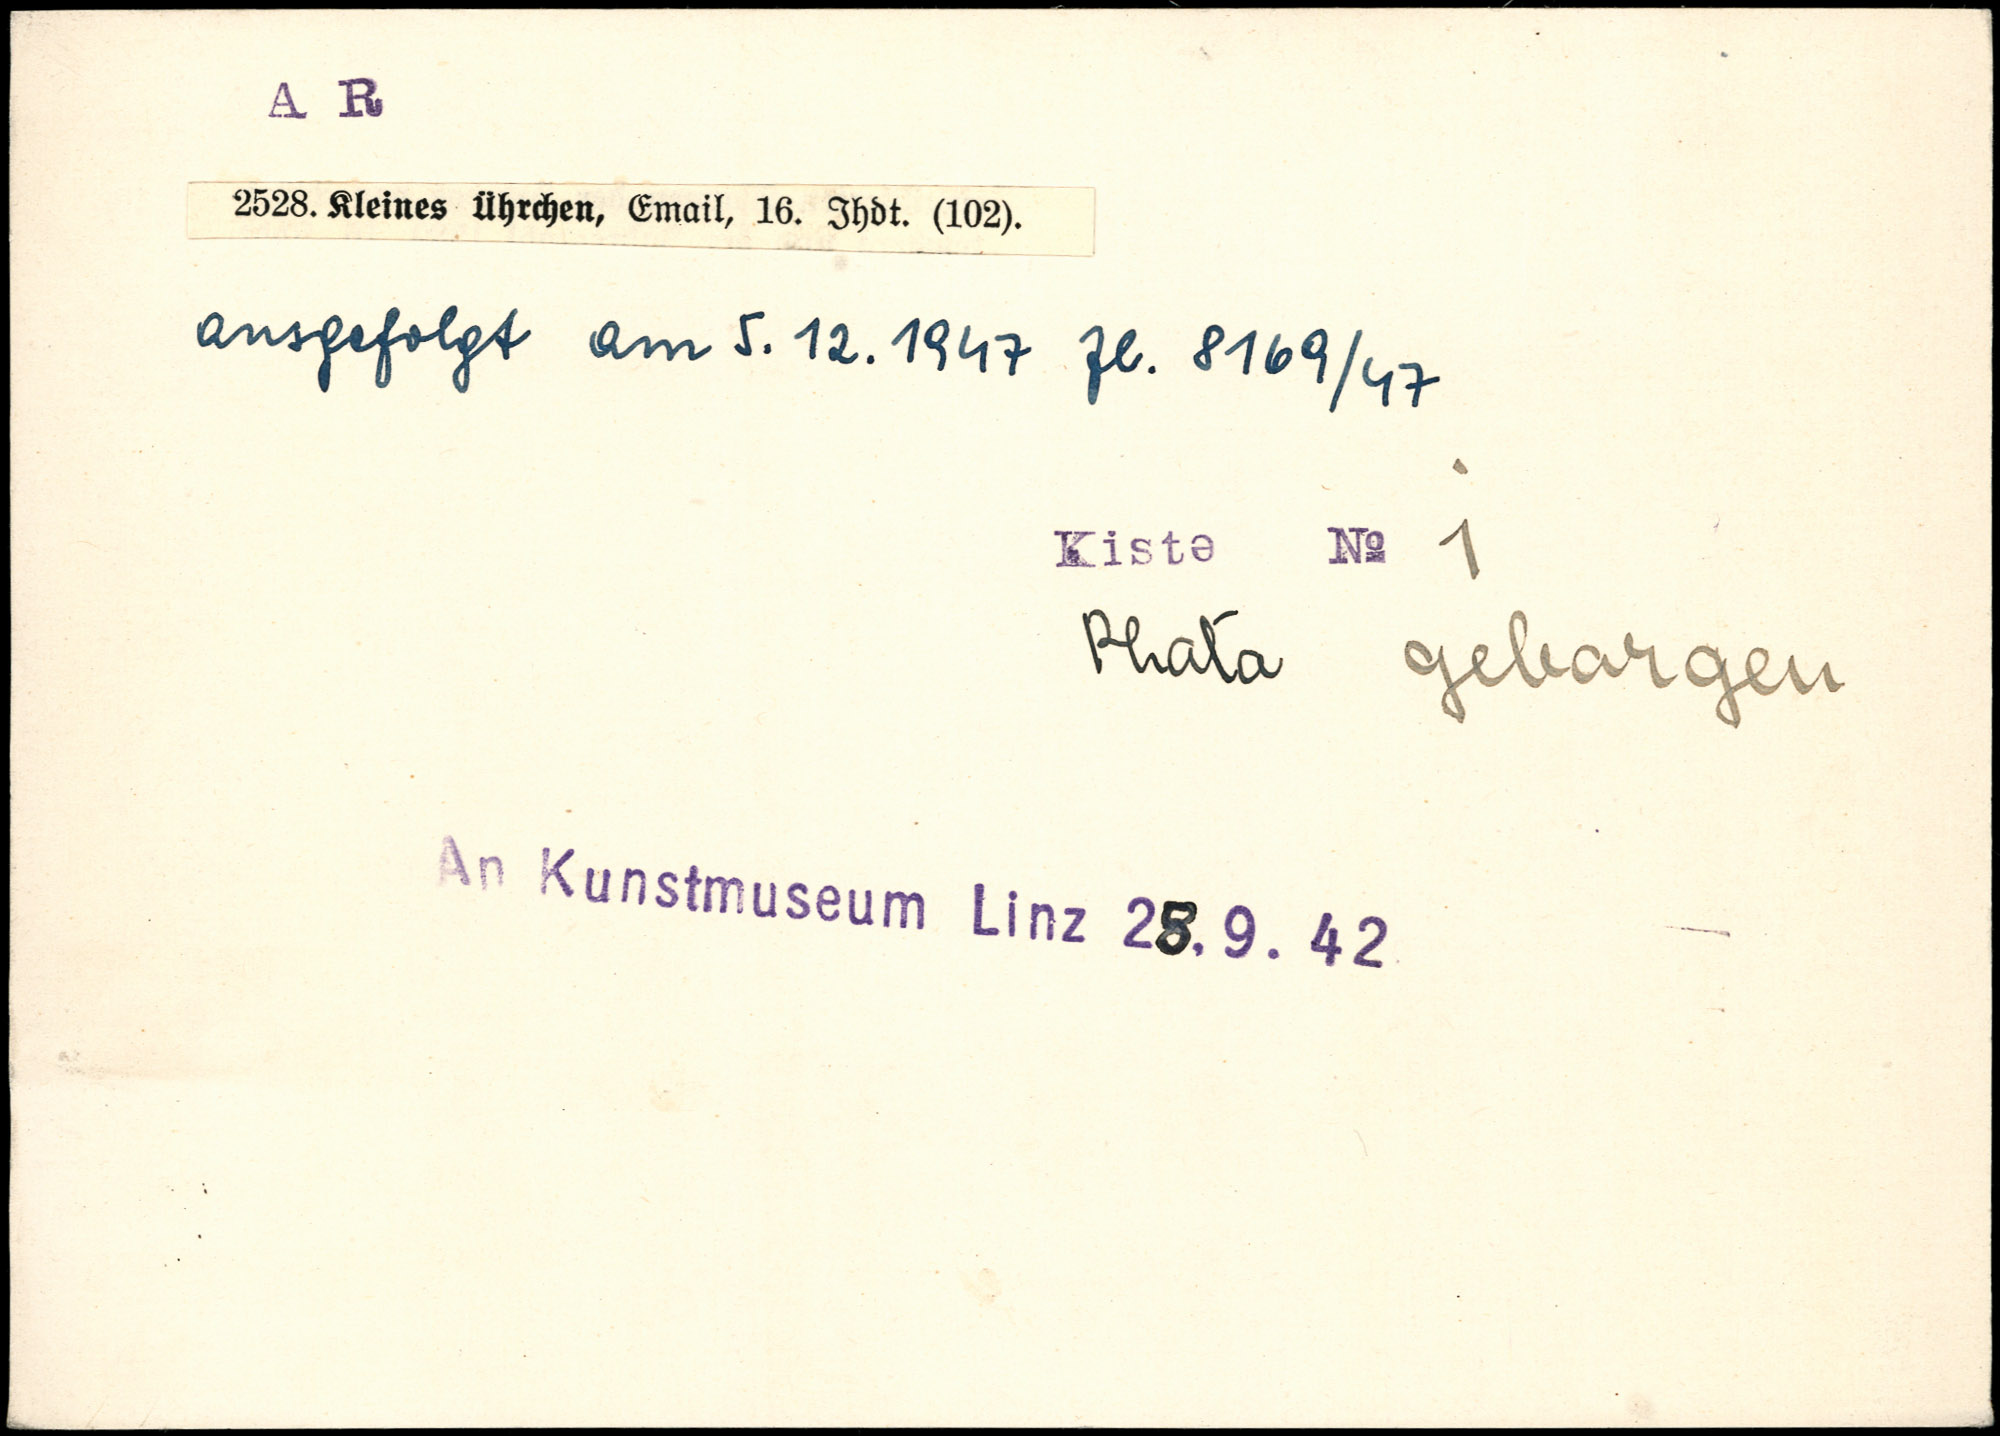 A R
2528. Kleines Ührchen, Email, 16. Jhdt. (102).
ausgefolgt am 5. 12. 1947 Zl. 8169/47
Kiste № 1
Photo geborgen
An Kunstmuseum Linz 28. 9. 42